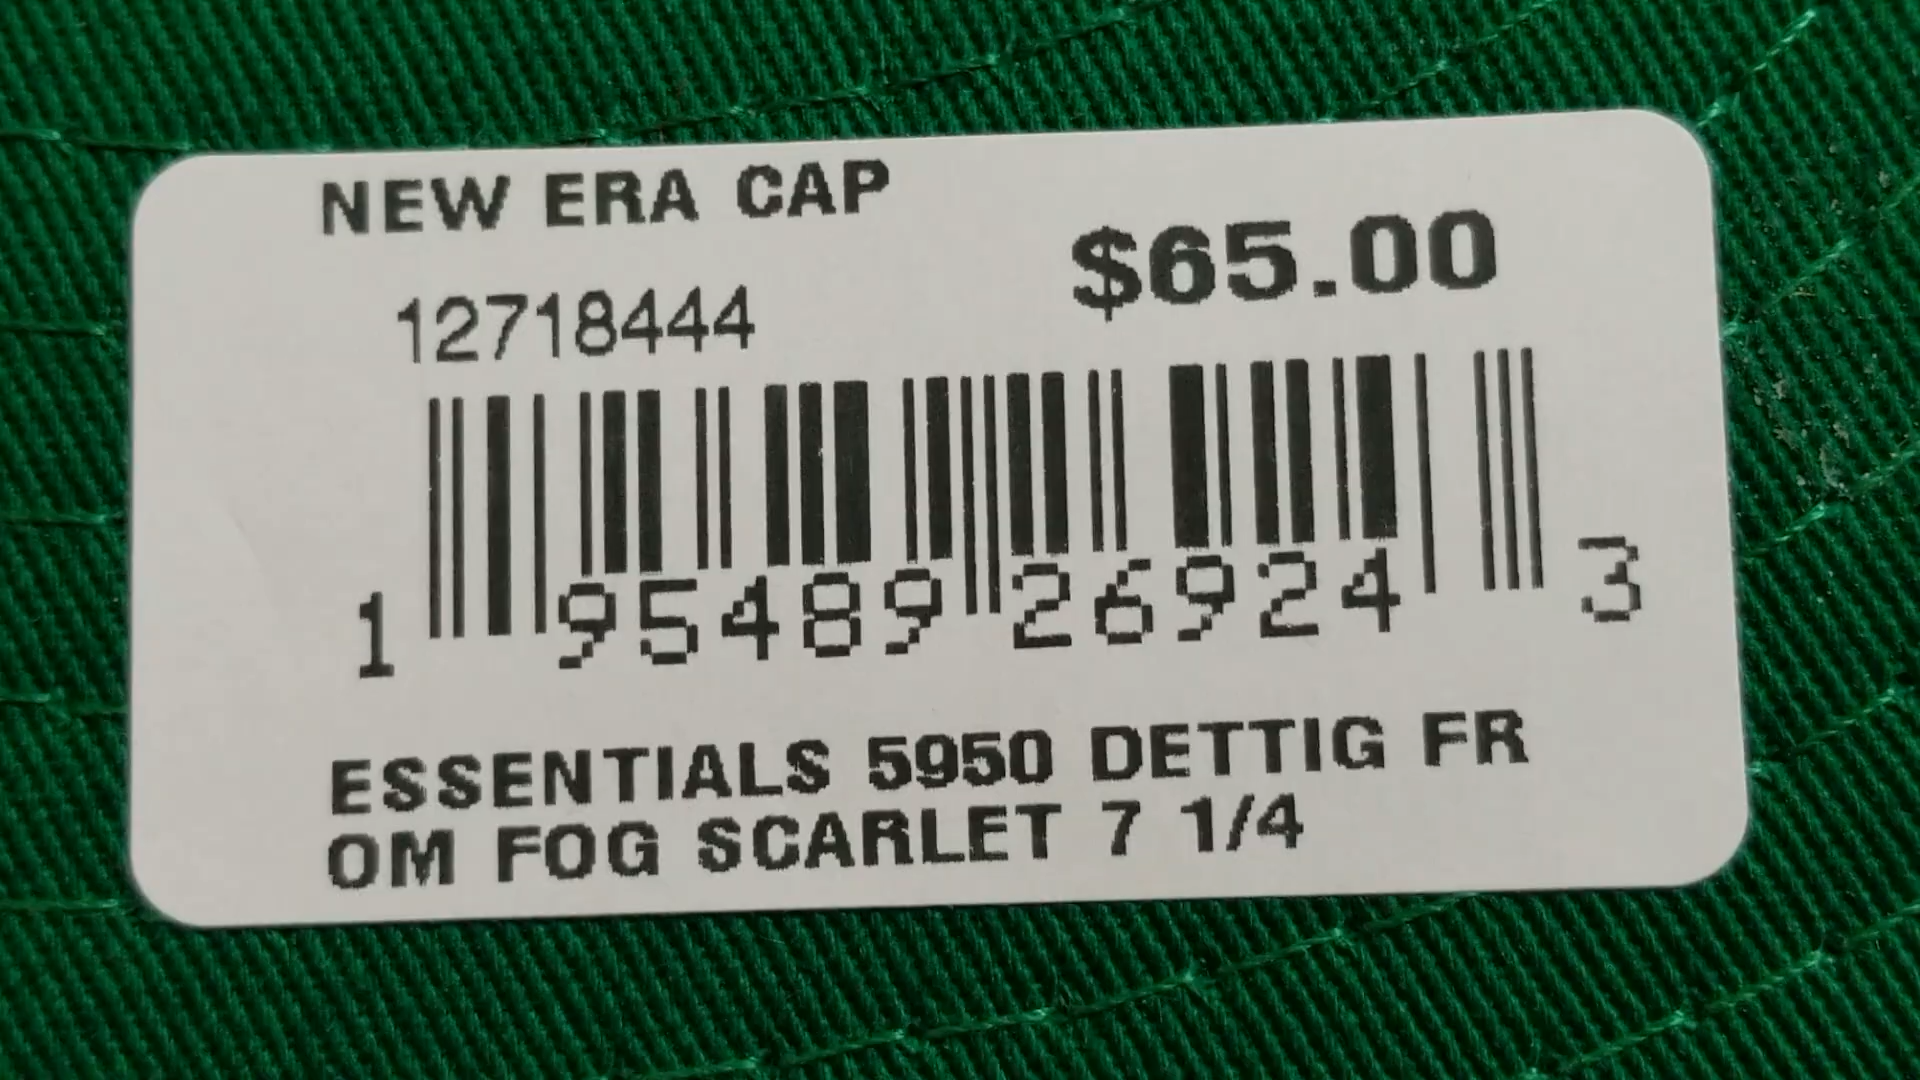 NEW ERA CAP
$65.00
12718444
1 95489 26924 3
ESSENTIALS 5950 DETTIG FR
OM FOG SCARLET 7 1/4